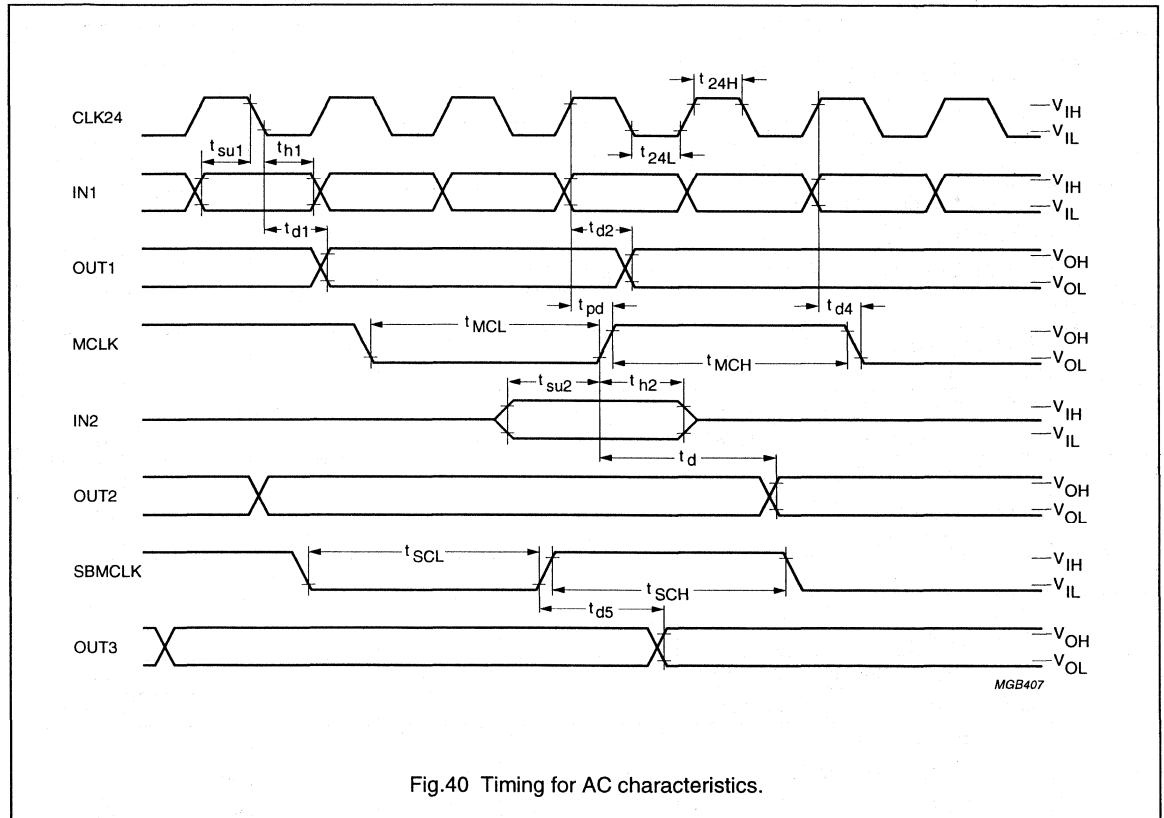 t24H
CLK24
VIH
VIL
tsu1
th1
t24L
IN1
VIH
VIL
td1
td2
OUT1
VOH
VOL
tpd
td4
tMCL
MCLK
VOH
VOL
tMCH
tsu2
th2
IN2
VIH
VIL
td
OUT2
VOH
VOL
tSCL
SBMCLK
VIH
VIL
tSCH
td5
OUT3
VOH
VOL
MGB407
Fig.40 Timing for AC characteristics.